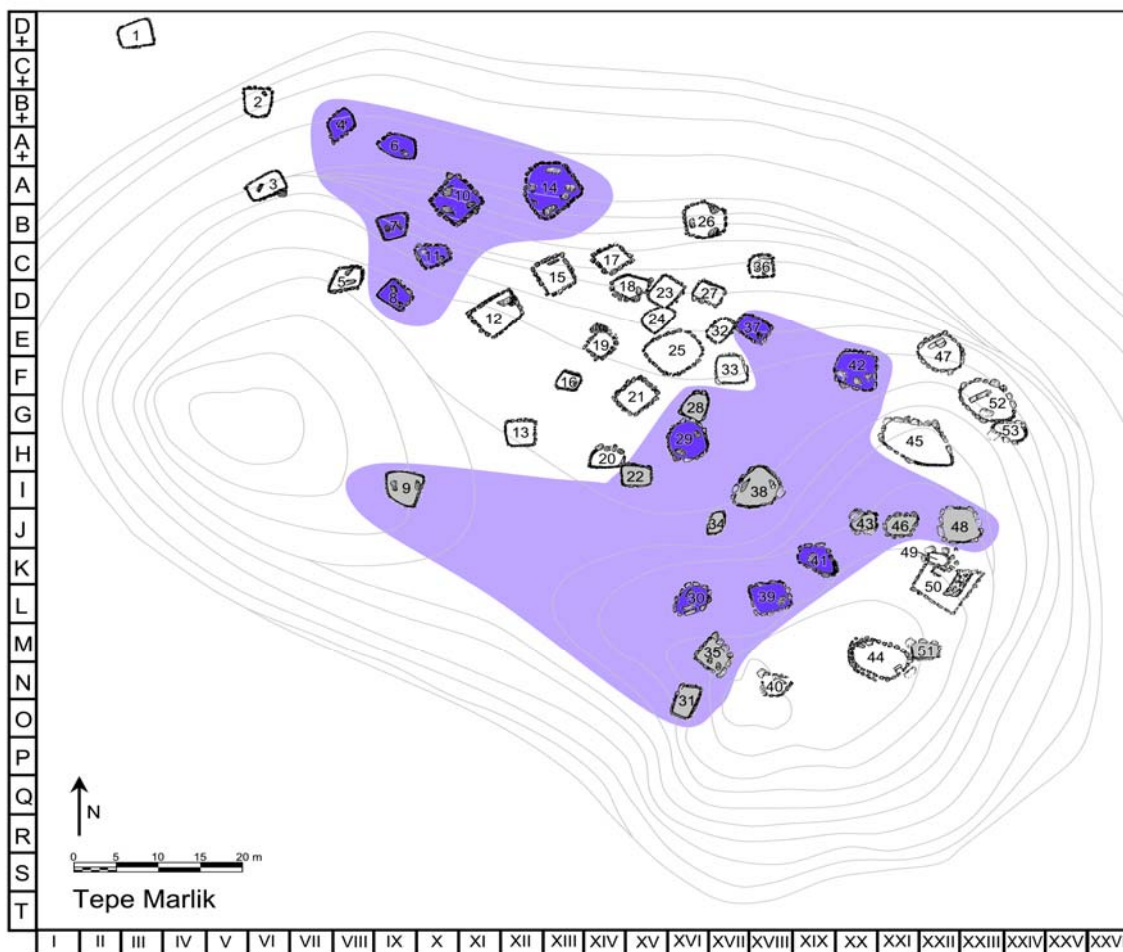 D+
C+
B+
A+
A
B
C
D
E
F
G
H
I
J
K
L
M
N
O
P
Q
R
S
T
1
2
4
6
3
10
14
7
26
11
17
36
5
15
8
18
23
27
12
24
37
32
19
25
47
33
42
16
21
52
28
53
13
29
45
20
22
9
38
34
43
46
48
49
41
50
30
39
35
51
44
40
31
N
0 5 10 15 20 m
Tepe Marlik
I II III IV V VI VII VIII IX X XI XII XIII XIV XV XVI XVII XVIII XIX XX XXI XXII XXIII XXIV XXV XXV